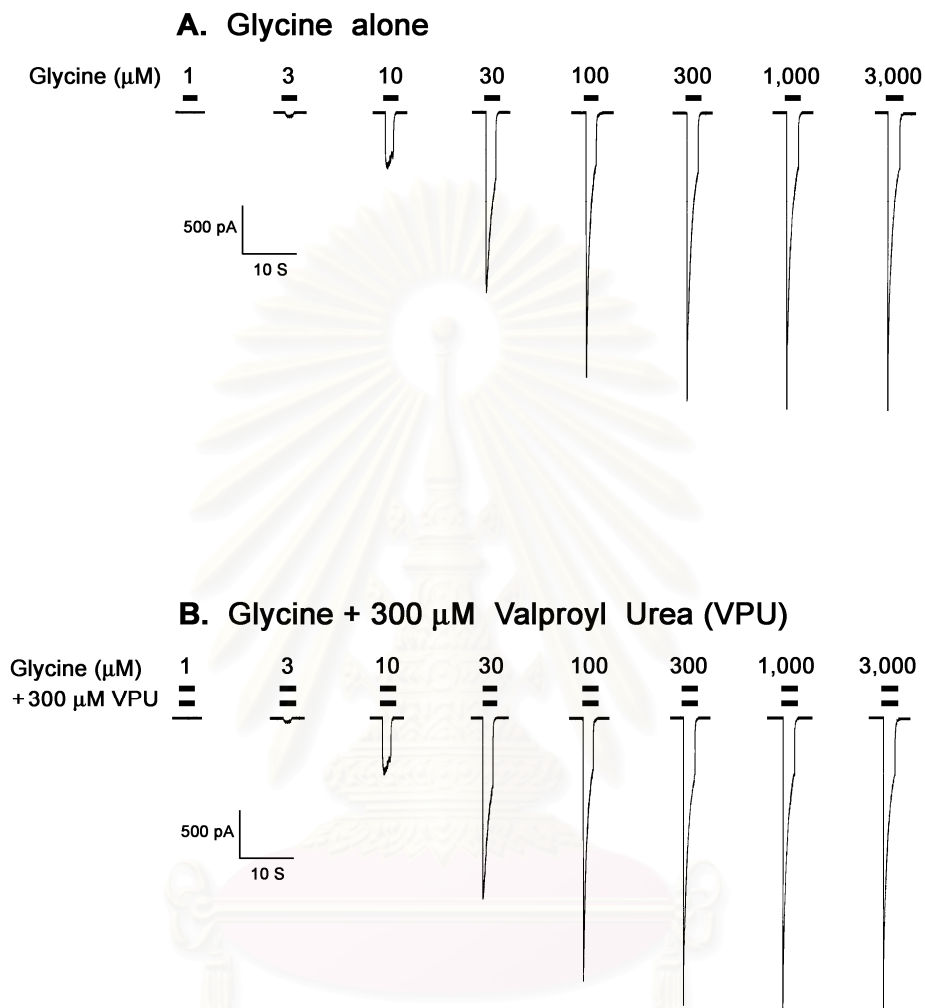 A. Glycine alone
Glycine (μM) 1 3 10 30 100 300 1,000 3,000
500 pA
10 S
B. Glycine + 300 μM Valproyl Urea (VPU)
Glycine (μM) 1 3 10 30 100 300 1,000 3,000
+300 μM VPU
500 pA
10 S